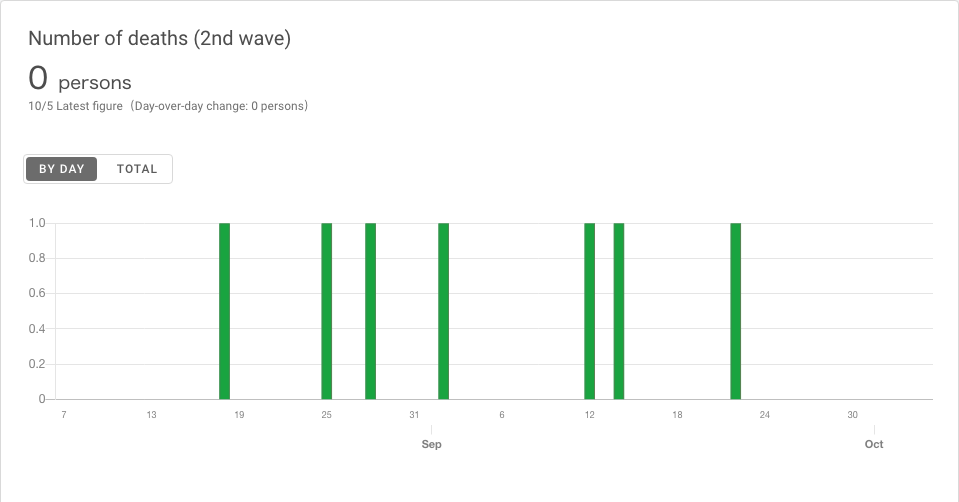 Number of deaths (2nd wave)
0 persons
10/5 Latest figure（Day-over-day change: 0 persons）
BY DAY TOTAL
1.0
0.8
0.6
0.4
0.2
0
7 13 19 25 31 6 12 18 24 30
Sep Oct